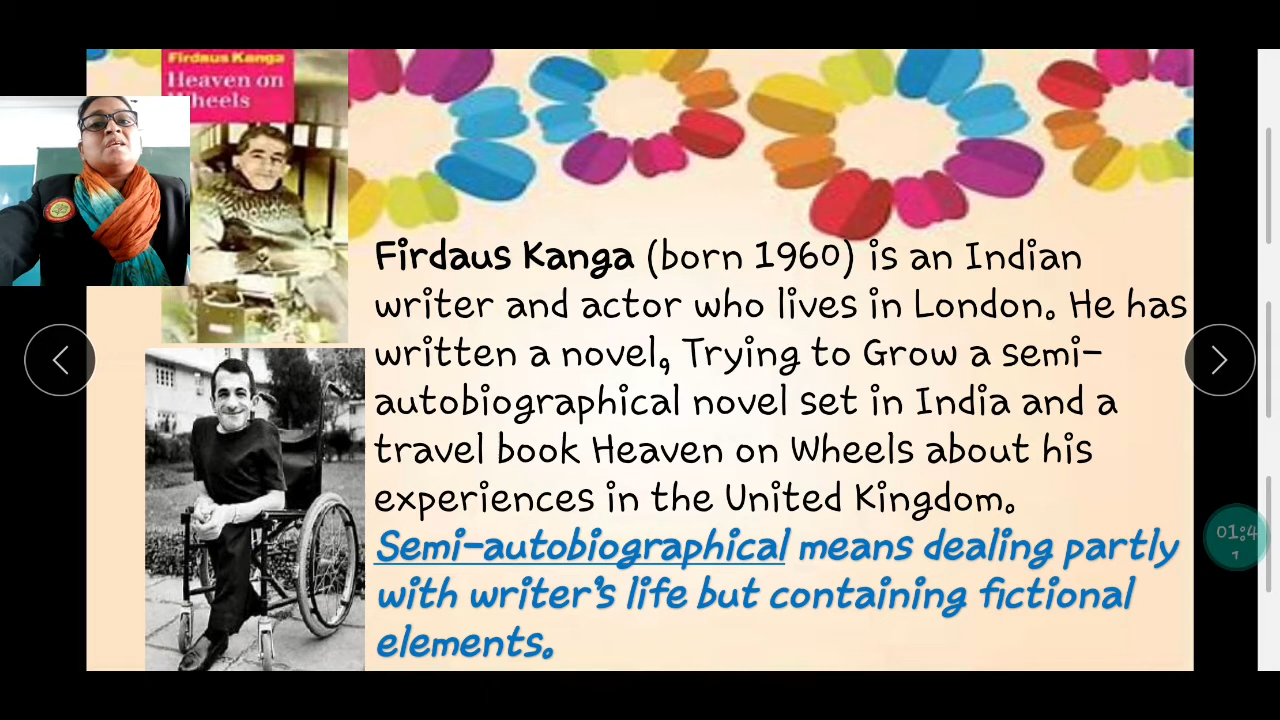 Firdaus Kanga
Heaven on
Wheels
Firdaus Kanga (born 1960) is an Indian
writer and actor who lives in London. He has
written a novel, Trying to Grow a semi-
autobiographical novel set in India and a
travel book Heaven on Wheels about his
experiences in the United Kingdom.
Semi-autobiographical means dealing partly
with writer's life but containing fictional
elements.
01:4
1